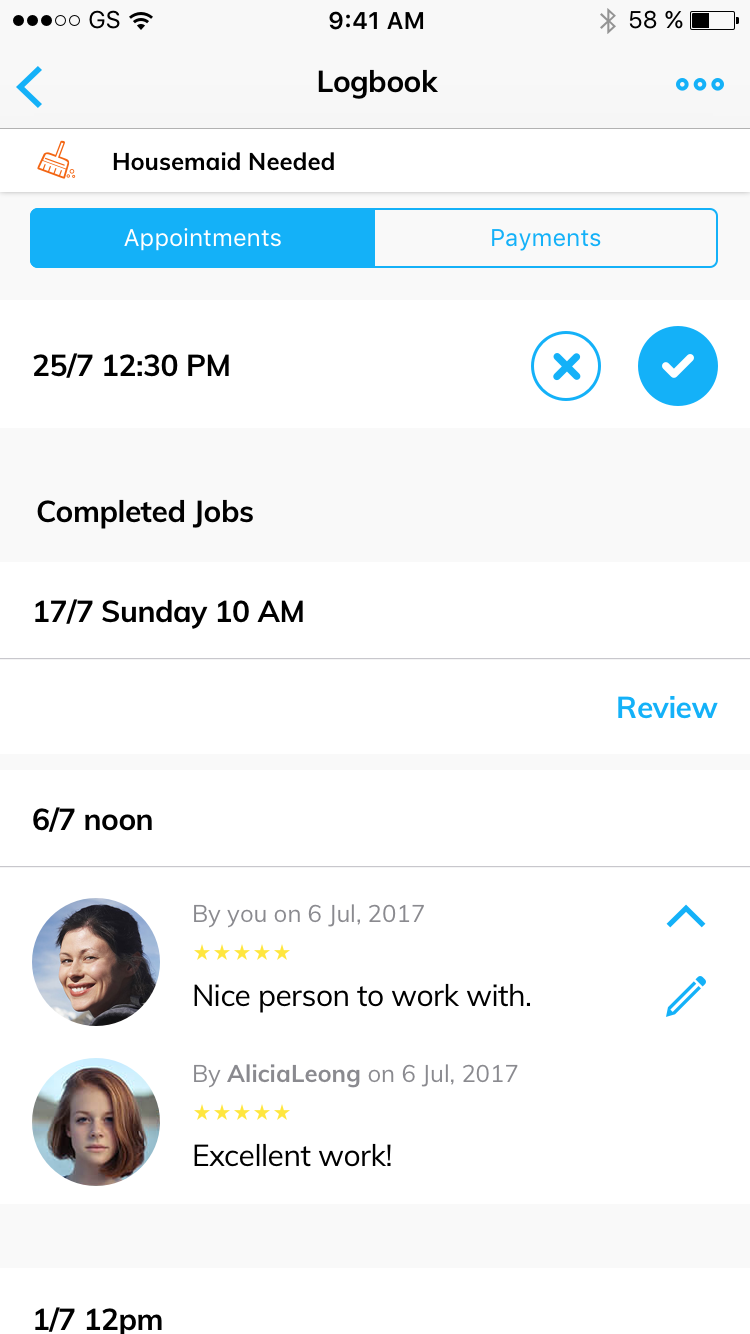 GS 9:41 AM 58 %
Logbook
Housemaid Needed
Appointments Payments
25/7 12:30 PM
Completed Jobs
17/7 Sunday 10 AM
Review
6/7 noon
By you on 6 Jul, 2017
Nice person to work with.
By AliciaLeong on 6 Jul, 2017
Excellent work!
1/7 12pm